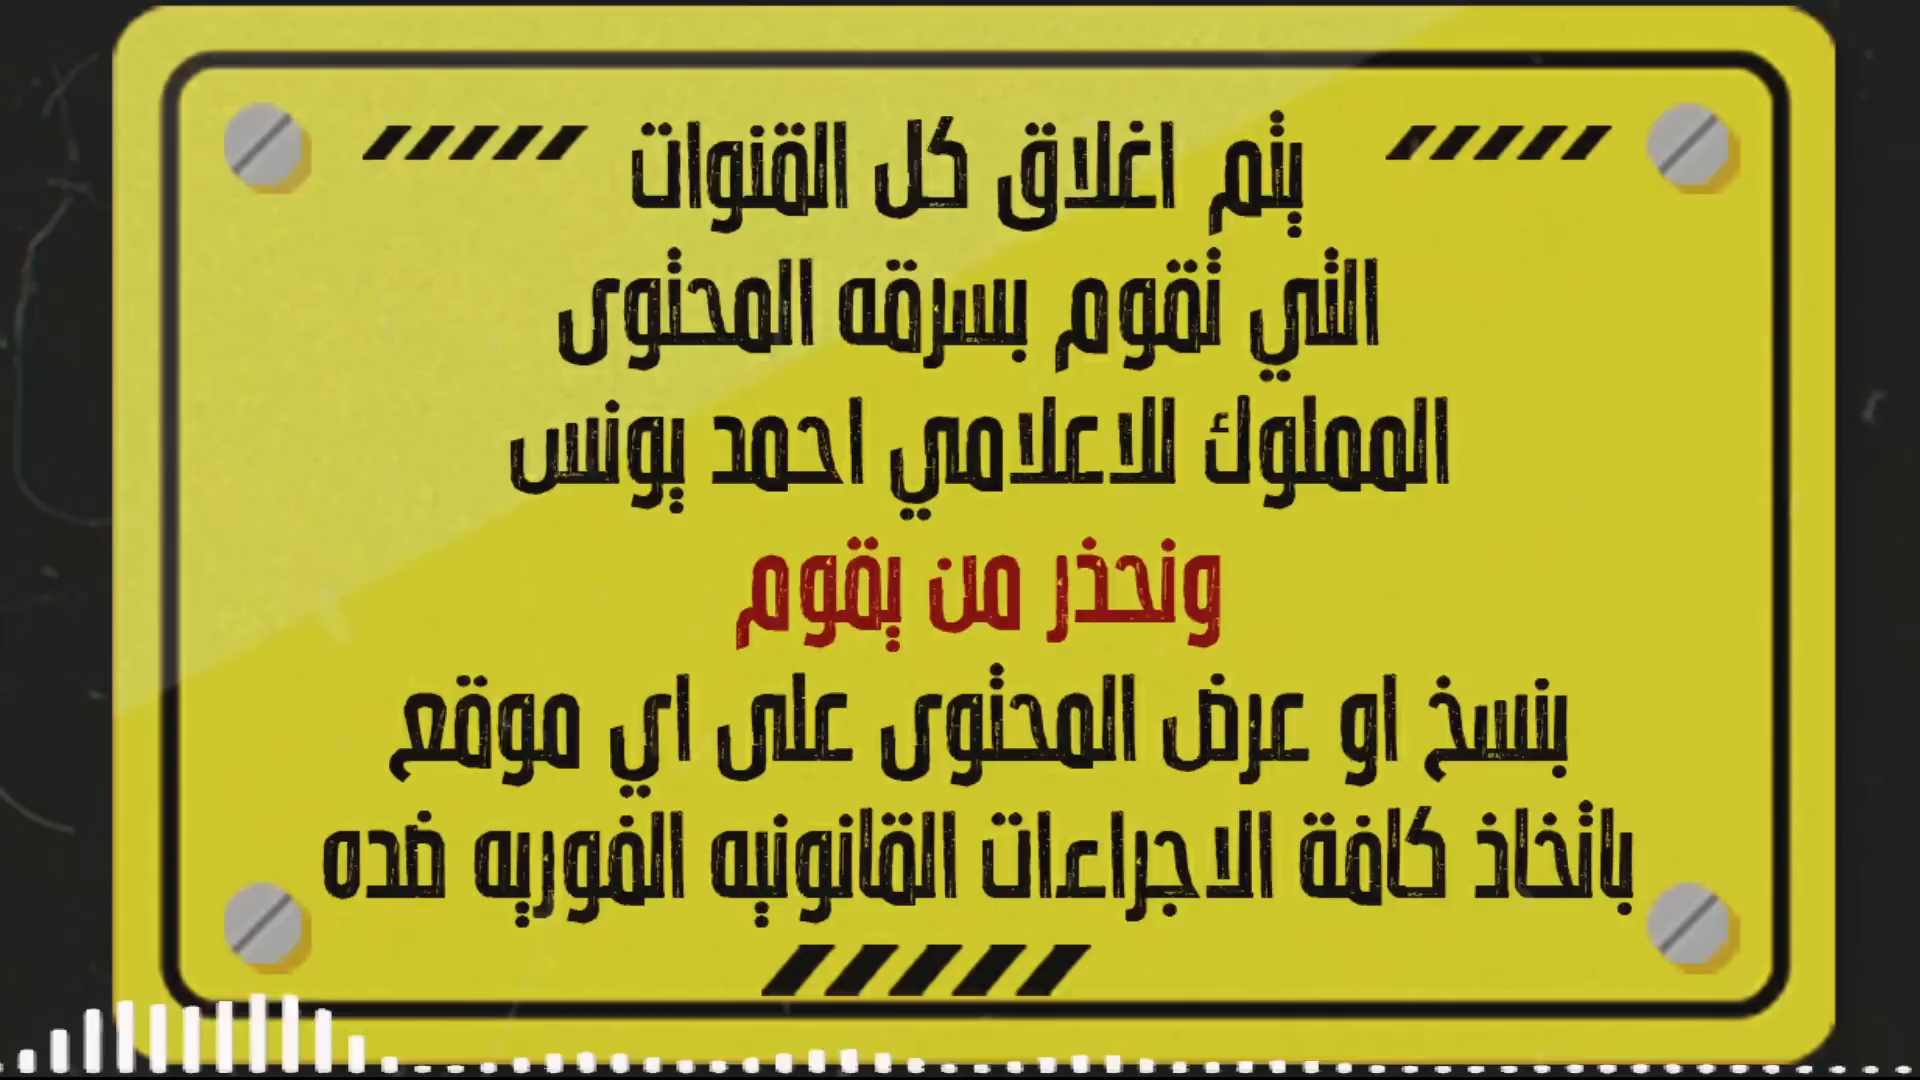 يتم اغلاق كل القنوات
التي تقوم بسرقه المحتوى
المملوك للاعلامي احمد يونس
ونحذر من يقوم
بنسخ او عرض المحتوى على اي موقع
باتخاذ كافة الاجراءات القانونيه الفوريه ضده